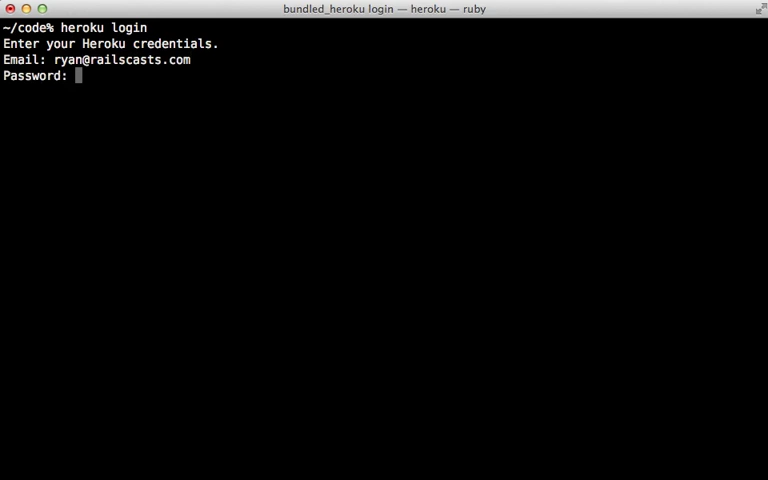 bundled_heroku login — heroku — ruby
~/code% heroku login
Enter your Heroku credentials.
Email: ryan@railscasts.com
Password: